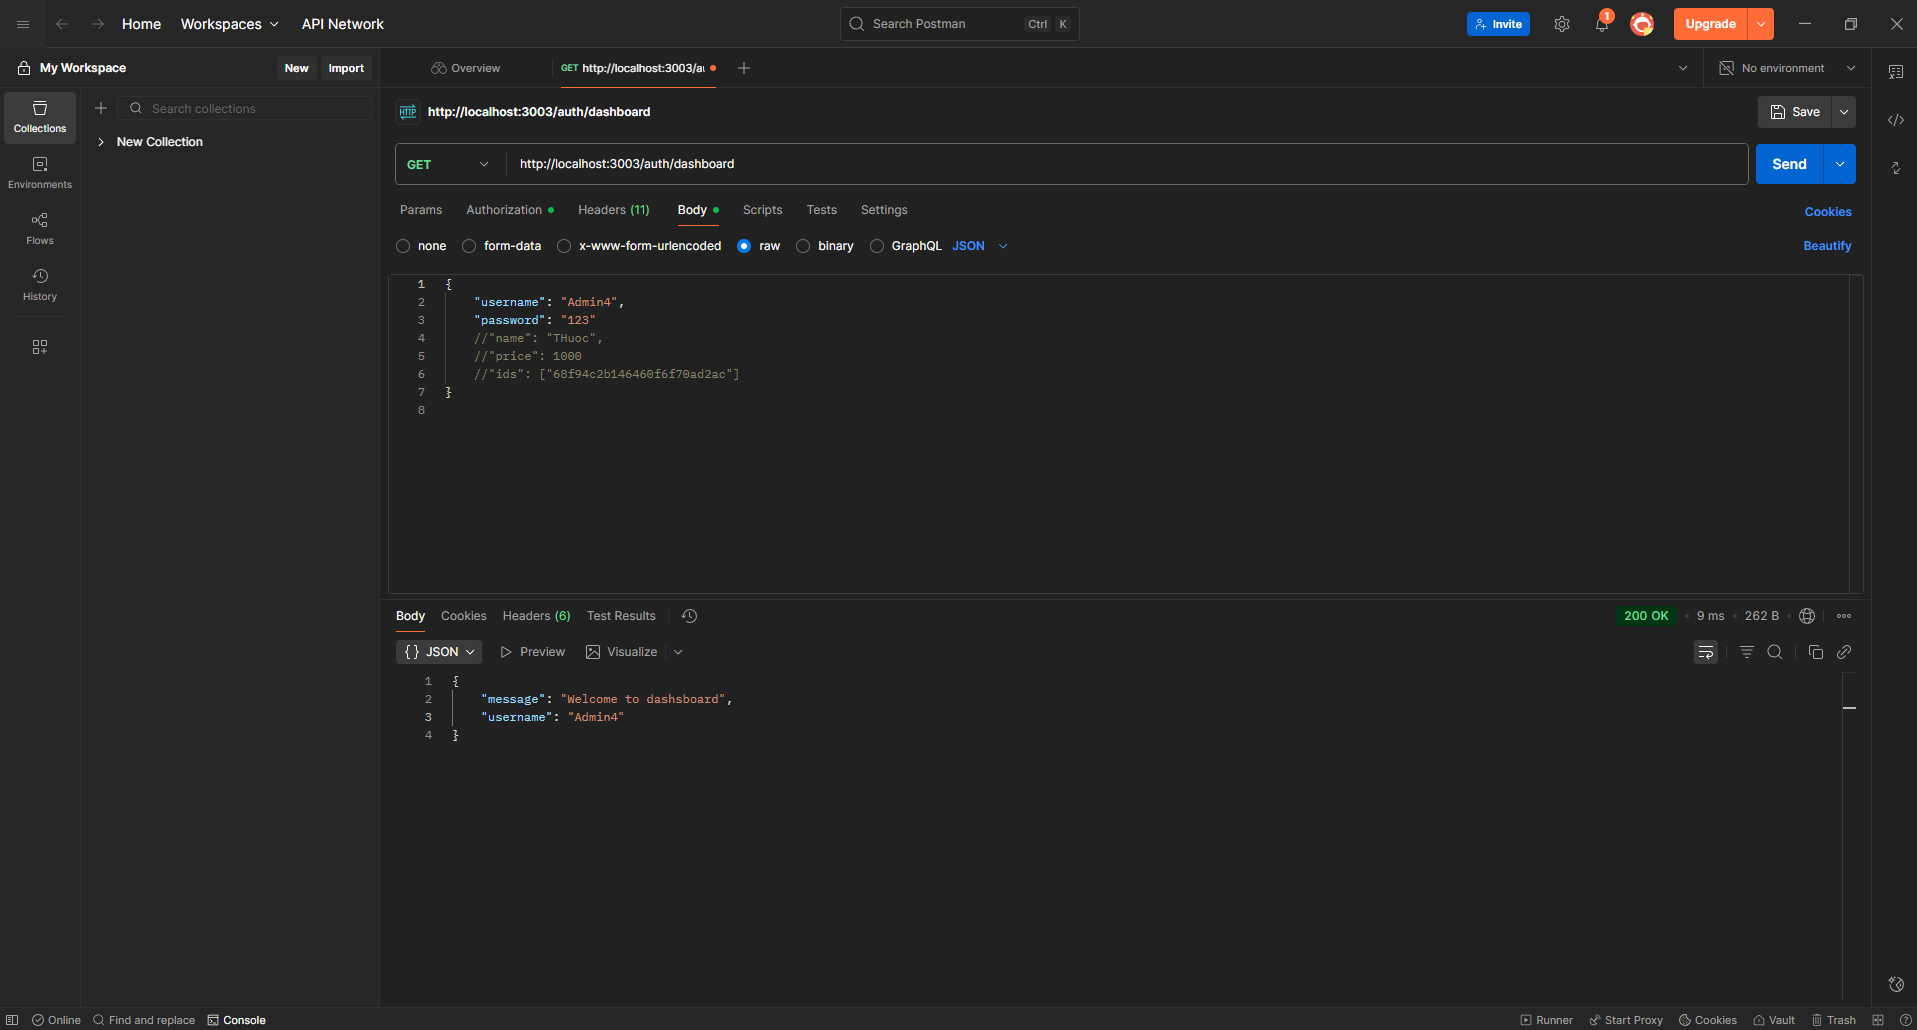 Home
Workspaces
API Network
Search Postman
Ctrl K
Invite
1
Upgrade
My Workspace
New
Import
Overview
GET http://localhost:3003/au
No environment
Collections
Environments
Flows
History
Search collections
New Collection
HTTP
http://localhost:3003/auth/dashboard
Save
GET
http://localhost:3003/auth/dashboard
Send
Params
Authorization
Headers (11)
Body
Scripts
Tests
Settings
Cookies
none
form-data
x-www-form-urlencoded
raw
binary
GraphQL
JSON
Beautify
1 {
2 "username": "Admin4",
3 "password": "123"
4 //"name": "THuoc",
5 //"price": 1000
6 //"ids": ["68f94c2b146460f6f70ad2ac"]
7 }
8
Body
Cookies
Headers (6)
Test Results
200 OK
9 ms
262 B
{} JSON
Preview
Visualize
1 {
2 "message": "Welcome to dashsboard",
3 "username": "Admin4"
4 }
Online
Find and replace
Console
Runner
Start Proxy
Cookies
Vault
Trash